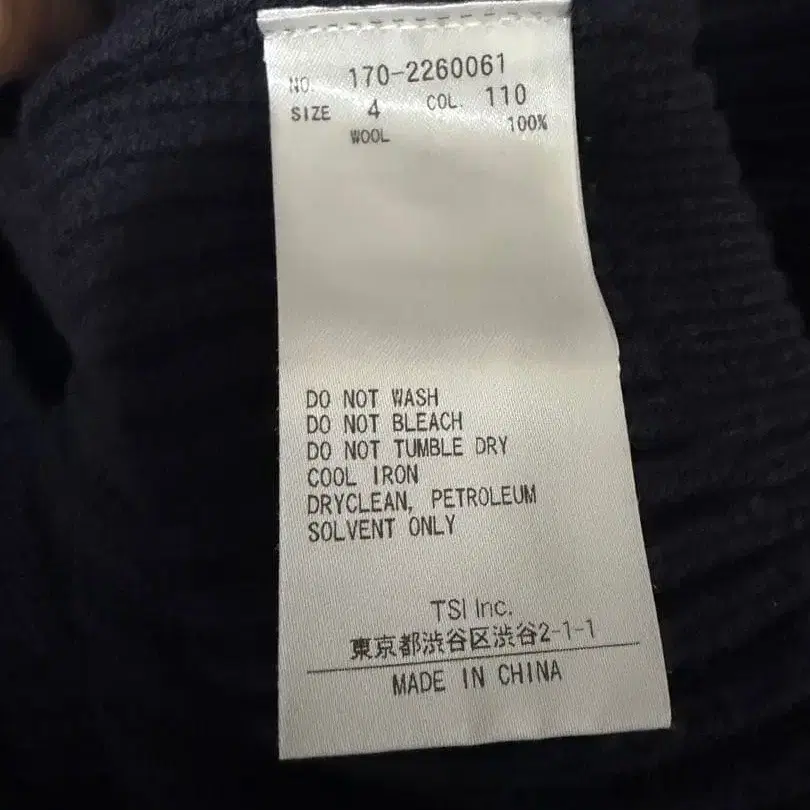 NO. 170-2260061
SIZE 4 COL. 110
WOOL 100%
DO NOT WASH
DO NOT BLEACH
DO NOT TUMBLE DRY
COOL IRON
DRYCLEAN, PETROLEUM
SOLVENT ONLY
TSI Inc.
東京都渋谷区渋谷2-1-1
MADE IN CHINA